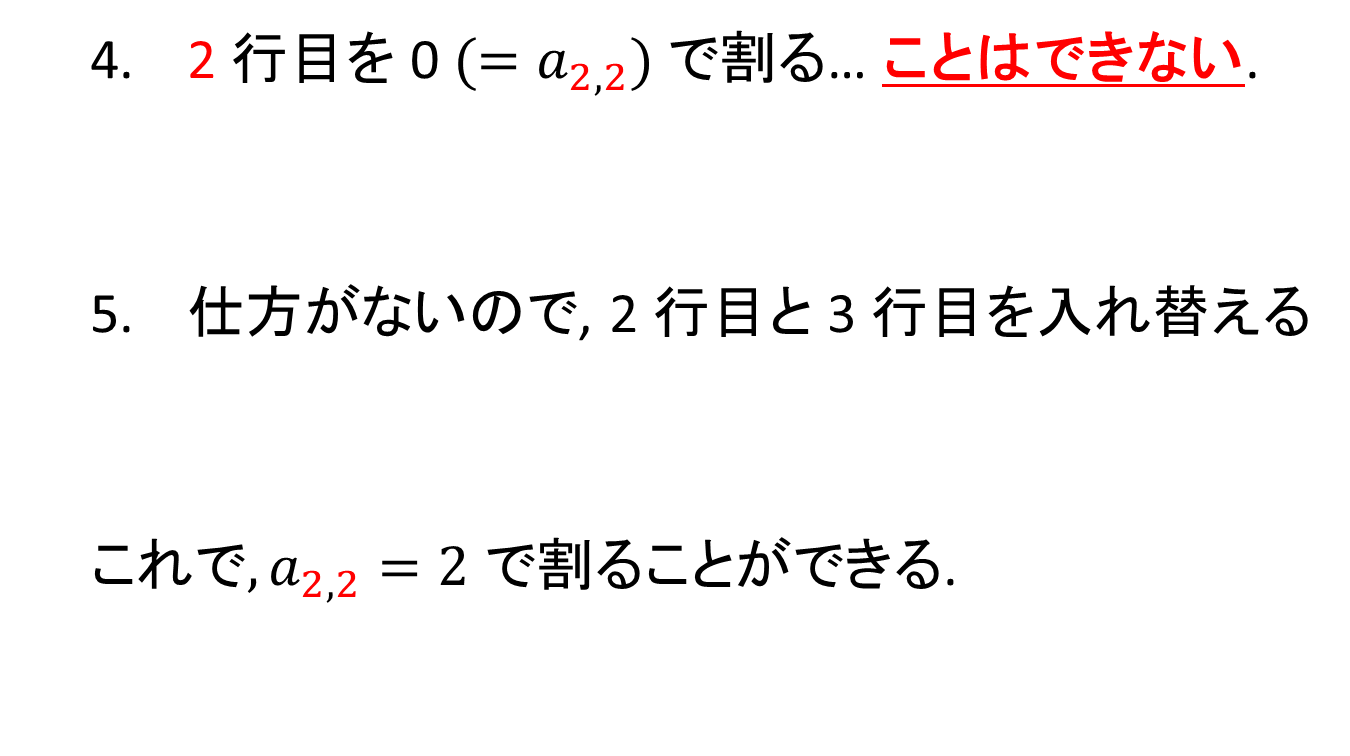 4. 2 行目を 0 (= a2,2) で割る... ことはできない.
5. 仕方がないので, 2 行目と 3 行目を入れ替える
これで, a2,2 = 2 で割ることができる.